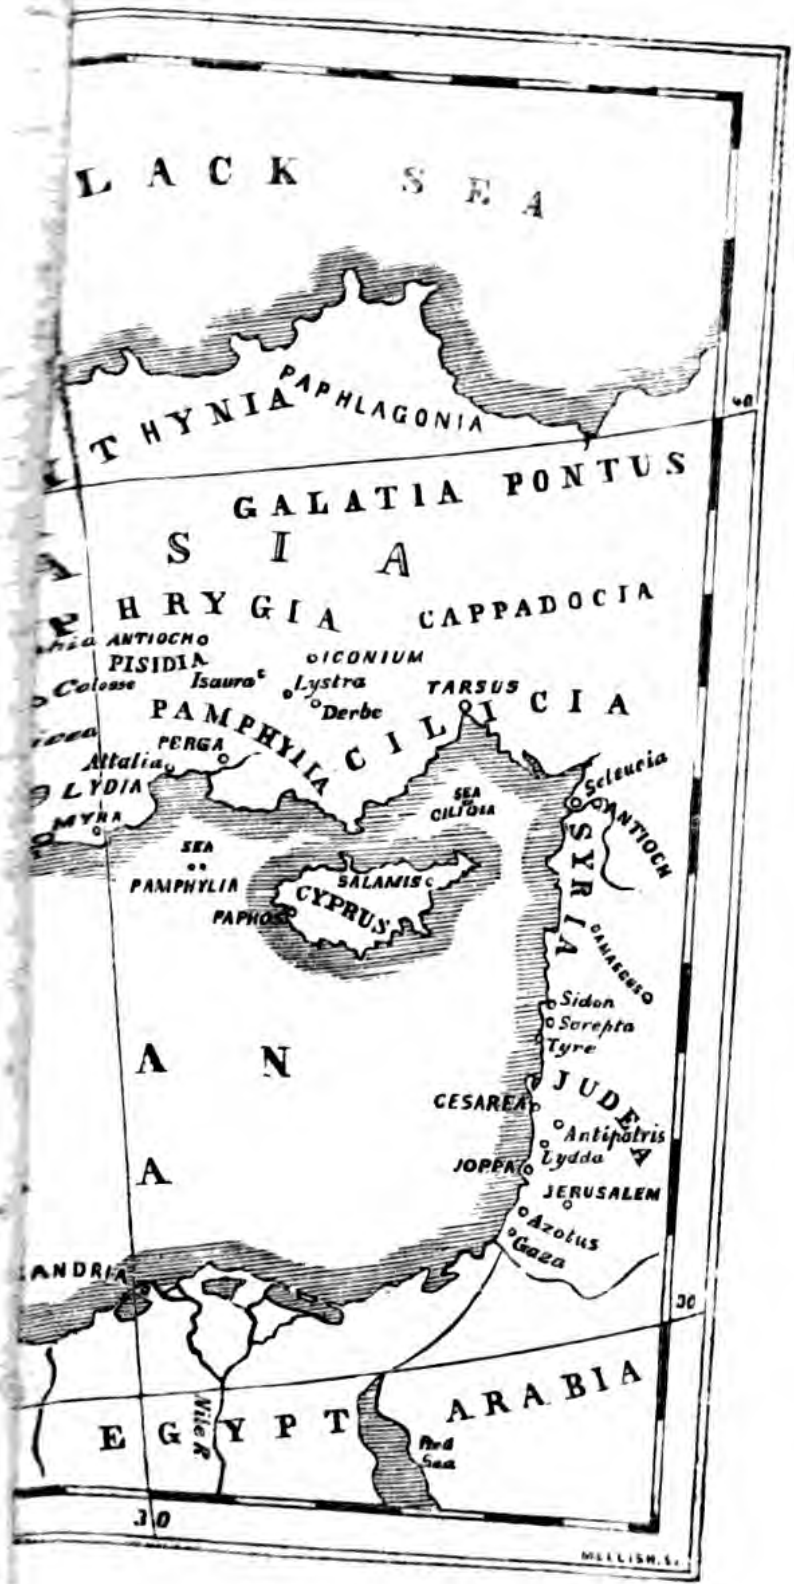 LACK SEA
THYNIA
PAPHLAGONIA
40
GALATIA PONTUS
A S I A
PHRYGIA
CAPPADOCIA
ANTIOCH
PISIDIA
ICONIUM
Colosse
Isaura
Lystra
Derbe
TARSUS
PAMPHYLIA
CILICIA
PERGA
Attalia
LYDIA
MYRA
Seleucia
ANTIOCH
SEA
CILICIA
SYRIA
SEA
PAMPHYLIA
SALAMIS
CYPRUS
PAPHOS
DAMASCUS
Sidon
Sarepta
Tyre
A N
JUDEA
CESAREA
Antipatris
Lydda
A
JOPPA
JERUSALEM
Azotus
Gaza
ANDRIA
30
EGYPT
Nile R.
ARABIA
Red
Sea
30
MELLISH. S.